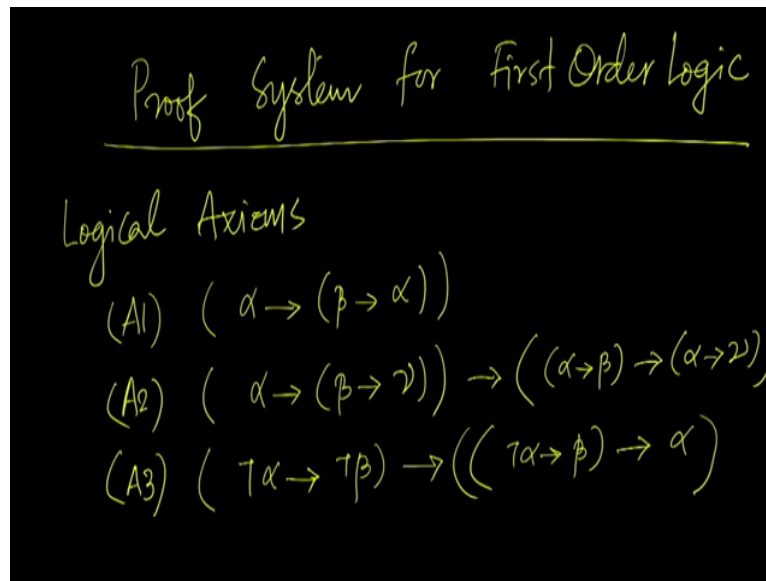 Proof System for First Order Logic
Logical Axioms
(A1) ( α → (β → α))
(A2) ( α → (β → ν)) → ((α→β) → (α→ν))
(A3) ( ¬α → ¬β) → (( ¬α → β) → α)